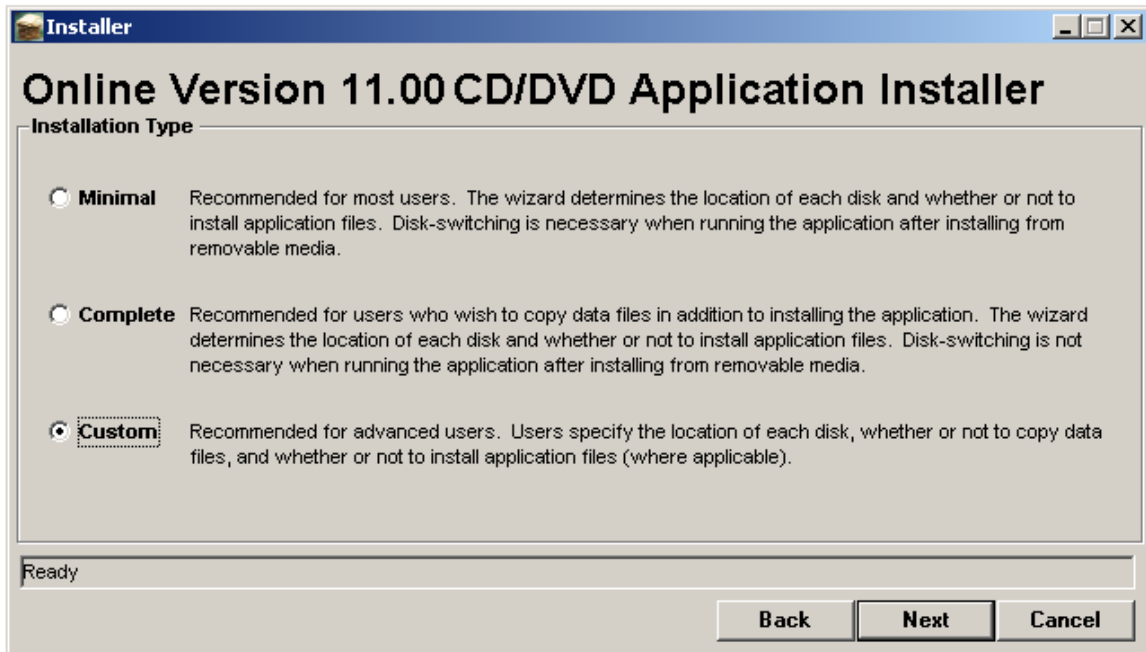 Installer
Online Version 11.00 CD/DVD Application Installer
Installation Type
Minimal Recommended for most users. The wizard determines the location of each disk and whether or not to
install application files. Disk-switching is necessary when running the application after installing from
removable media.
Complete Recommended for users who wish to copy data files in addition to installing the application. The wizard
determines the location of each disk and whether or not to install application files. Disk-switching is not
necessary when running the application after installing from removable media.
Custom Recommended for advanced users. Users specify the location of each disk, whether or not to copy data
files, and whether or not to install application files (where applicable).
Ready
Back Next Cancel